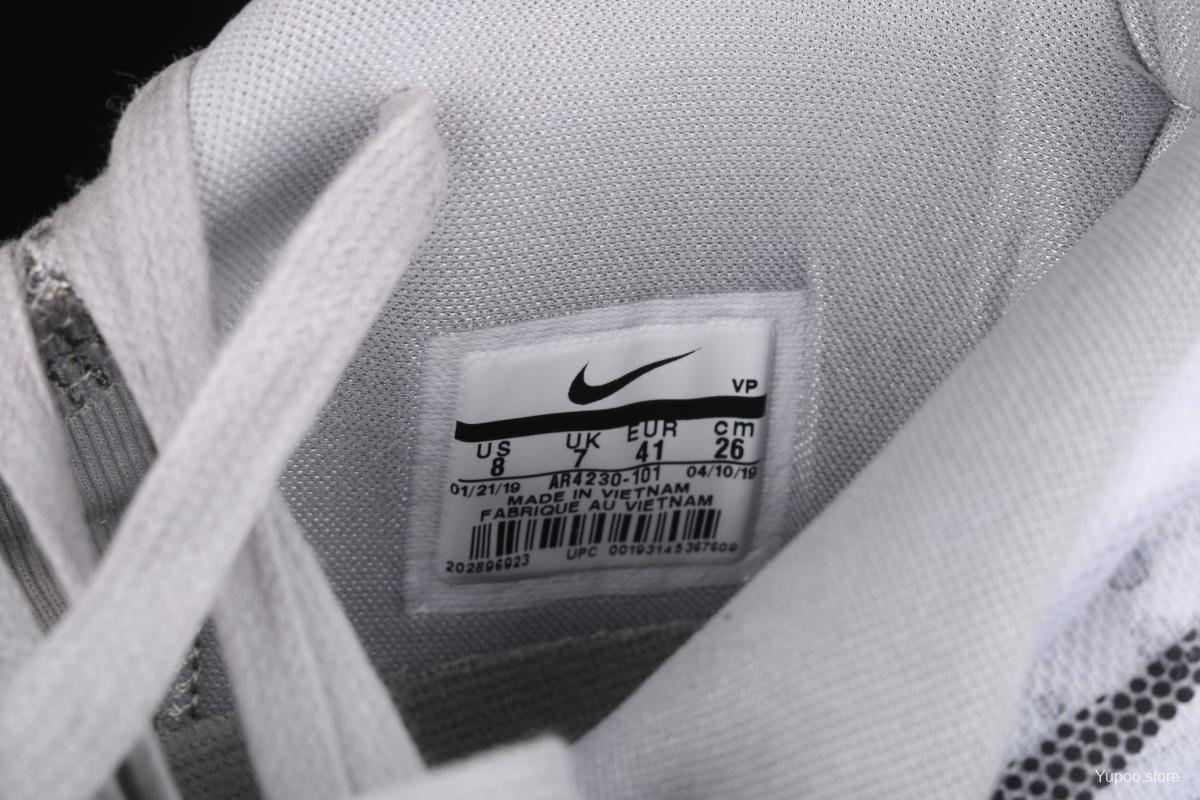 VP
US UK EUR cm
8 7 41 26
01/21/19 AR4230-101 04/10/19
MADE IN VIETNAM
FABRIQUE AU VIETNAM
202896923 UPC 00193145367609
Yupoo.store